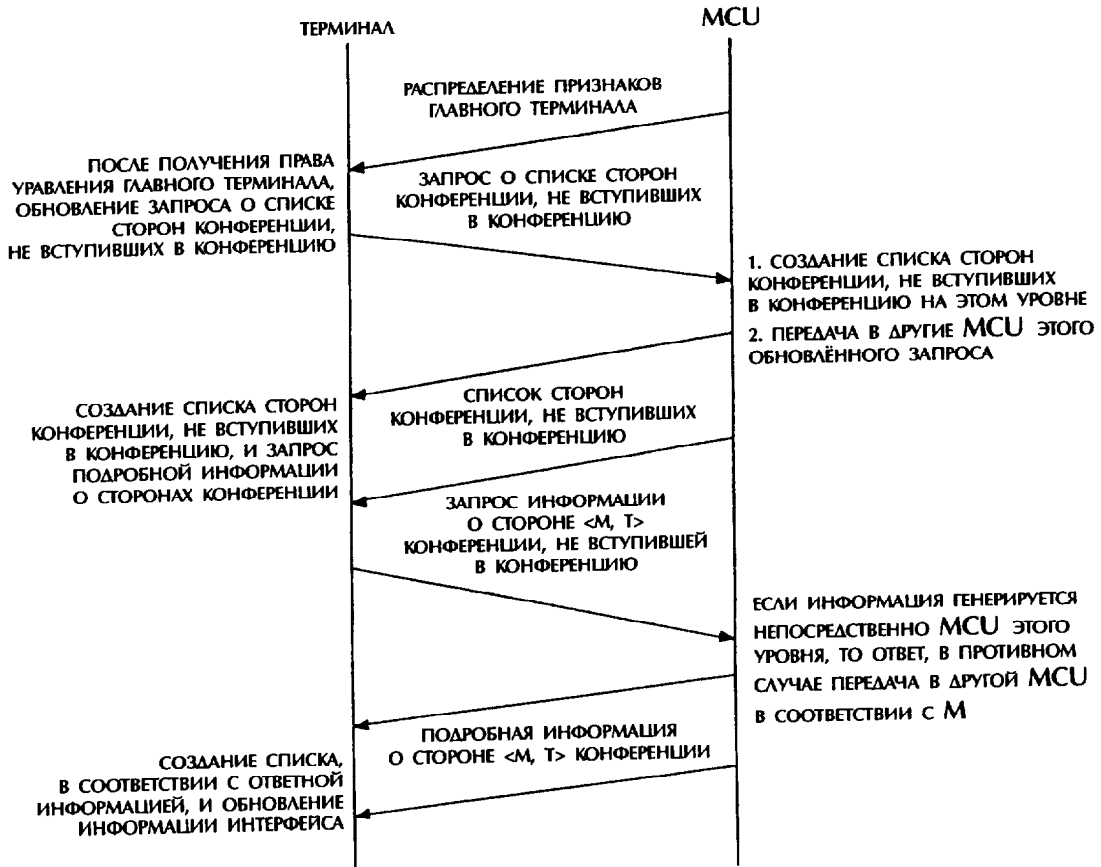 ТЕРМИНАЛ
MCU
РАСПРЕДЕЛЕНИЕ ПРИЗНАКОВ
ГЛАВНОГО ТЕРМИНАЛА
ПОСЛЕ ПОЛУЧЕНИЯ ПРАВА
УРАВЛЕНИЯ ГЛАВНОГО ТЕРМИНАЛА,
ОБНОВЛЕНИЕ ЗАПРОСА О СПИСКЕ
СТОРОН КОНФЕРЕНЦИИ,
НЕ ВСТУПИВШИХ В КОНФЕРЕНЦИЮ
ЗАПРОС О СПИСКЕ СТОРОН
КОНФЕРЕНЦИИ, НЕ ВСТУПИВШИХ
В КОНФЕРЕНЦИЮ
1. СОЗДАНИЕ СПИСКА СТОРОН
КОНФЕРЕНЦИИ, НЕ ВСТУПИВШИХ
В КОНФЕРЕНЦИЮ НА ЭТОМ УРОВНЕ
2. ПЕРЕДАЧА В ДРУГИЕ MCU ЭТОГО
ОБНОВЛЁННОГО ЗАПРОСА
СПИСОК СТОРОН
КОНФЕРЕНЦИИ, НЕ ВСТУПИВШИХ
В КОНФЕРЕНЦИЮ
СОЗДАНИЕ СПИСКА СТОРОН
КОНФЕРЕНЦИИ, НЕ ВСТУПИВШИХ
В КОНФЕРЕНЦИЮ, И ЗАПРОС
ПОДРОБНОЙ ИНФОРМАЦИИ
О СТОРОНАХ КОНФЕРЕНЦИИ
ЗАПРОС ИНФОРМАЦИИ
О СТОРОНЕ <М, Т>
КОНФЕРЕНЦИИ, НЕ ВСТУПИВШЕЙ
В КОНФЕРЕНЦИЮ
ЕСЛИ ИНФОРМАЦИЯ ГЕНЕРИРУЕТСЯ
НЕПОСРЕДСТВЕННО MCU ЭТОГО
УРОВНЯ, ТО ОТВЕТ, В ПРОТИВНОМ
СЛУЧАЕ ПЕРЕДАЧА В ДРУГОЙ MCU
В СООТВЕТСТВИИ С М
ПОДРОБНАЯ ИНФОРМАЦИЯ
О СТОРОНЕ <М, Т> КОНФЕРЕНЦИИ
СОЗДАНИЕ СПИСКА,
В СООТВЕТСТВИИ С ОТВЕТНОЙ
ИНФОРМАЦИЕЙ, И ОБНОВЛЕНИЕ
ИНФОРМАЦИИ ИНТЕРФЕЙСА